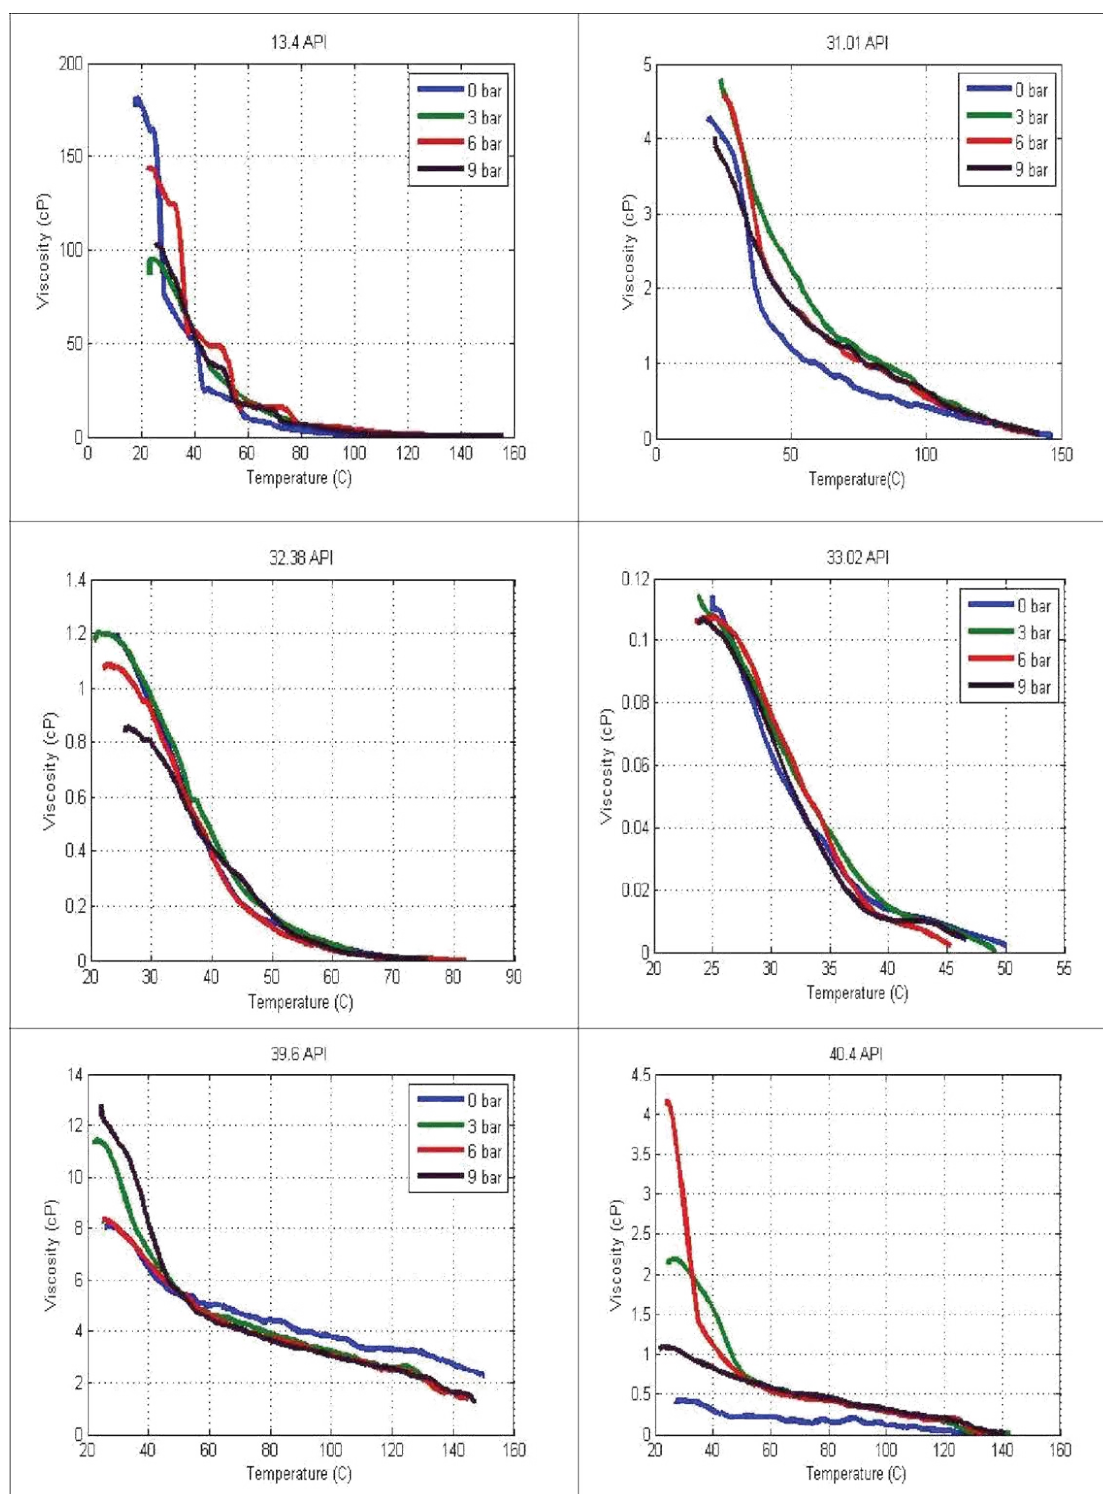 13.4 API
200
150
100
50
0
Viscosity (cP)
0 bar
3 bar
6 bar
9 bar
0 20 40 60 80 100 120 140 160
Temperature (C)
31.01 API
5
4
3
2
1
0
Viscosity (cP)
0 bar
3 bar
6 bar
9 bar
0 50 100 150
Temperature(C)
32.38 API
1.4
1.2
1
0.8
0.6
0.4
0.2
0
Viscosity (cP)
20 30 40 50 60 70 80 90
Temperature (C)
33.02 API
0.12
0.1
0.08
0.06
0.04
0.02
0
Viscosity (cP)
0 bar
3 bar
6 bar
9 bar
20 25 30 35 40 45 50 55
Temperature (C)
39.6 API
14
12
10
8
6
4
2
0
Viscosity (cP)
0 bar
3 bar
6 bar
9 bar
20 40 60 80 100 120 140 160
Temperature (C)
40.4 API
4.5
4
3.5
3
2.5
2
1.5
1
0.5
0
Viscosity (cP)
20 40 60 80 100 120 140 160
Temperature (C)